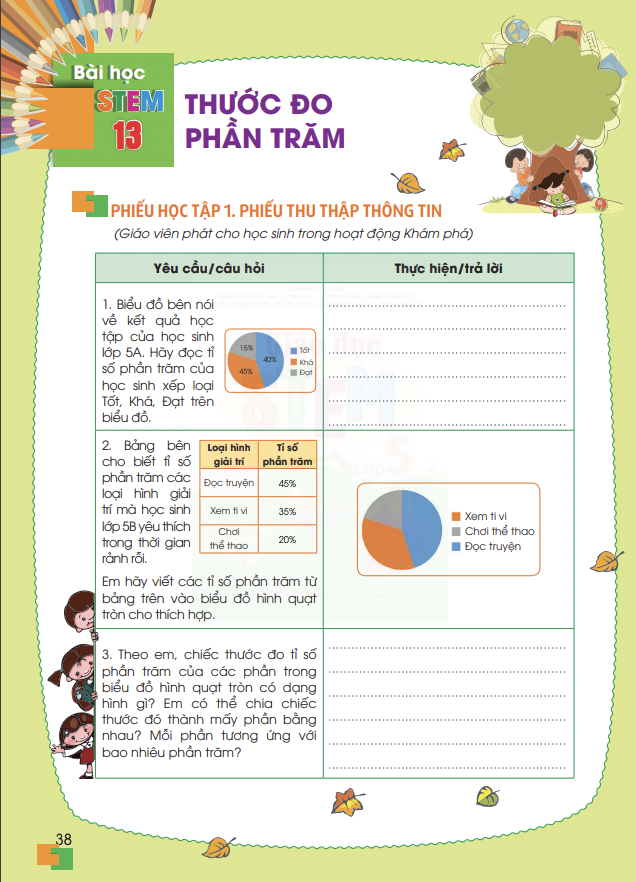 Bài học
STEM
13
THƯỚC ĐO
PHẦN TRĂM
PHIẾU HỌC TẬP 1. PHIẾU THU THẬP THÔNG TIN
(Giáo viên phát cho học sinh trong hoạt động Khám phá)
Yêu cầu/câu hỏi
Thực hiện/trả lời
1. Biểu đồ bên nói
về kết quả học
tập của học sinh
lớp 5A. Hãy đọc tỉ
số phần trăm của
học sinh xếp loại
Tốt, Khá, Đạt trên
biểu đồ.
15%
40%
45%
Tốt
Khá
Đạt
2. Bảng bên
cho biết tỉ số
phần trăm các
loại hình giải
trí mà học sinh
lớp 5B yêu thích
trong thời gian
rảnh rỗi.
Loại hình giải trí
Tỉ số phần trăm
Đọc truyện
45%
Xem ti vi
35%
Chơi thể thao
20%
Em hãy viết các tỉ số phần trăm từ
bảng trên vào biểu đồ hình quạt
tròn cho thích hợp.
Xem ti vi
Chơi thể thao
Đọc truyện
3. Theo em, chiếc thước đo tỉ số
phần trăm của các phần trong
biểu đồ hình quạt tròn có dạng
hình gì? Em có thể chia chiếc
thước đó thành mấy phần bằng
nhau? Mỗi phần tương ứng với
bao nhiêu phần trăm?
Giáo dục
STEM
Lớp 5
38